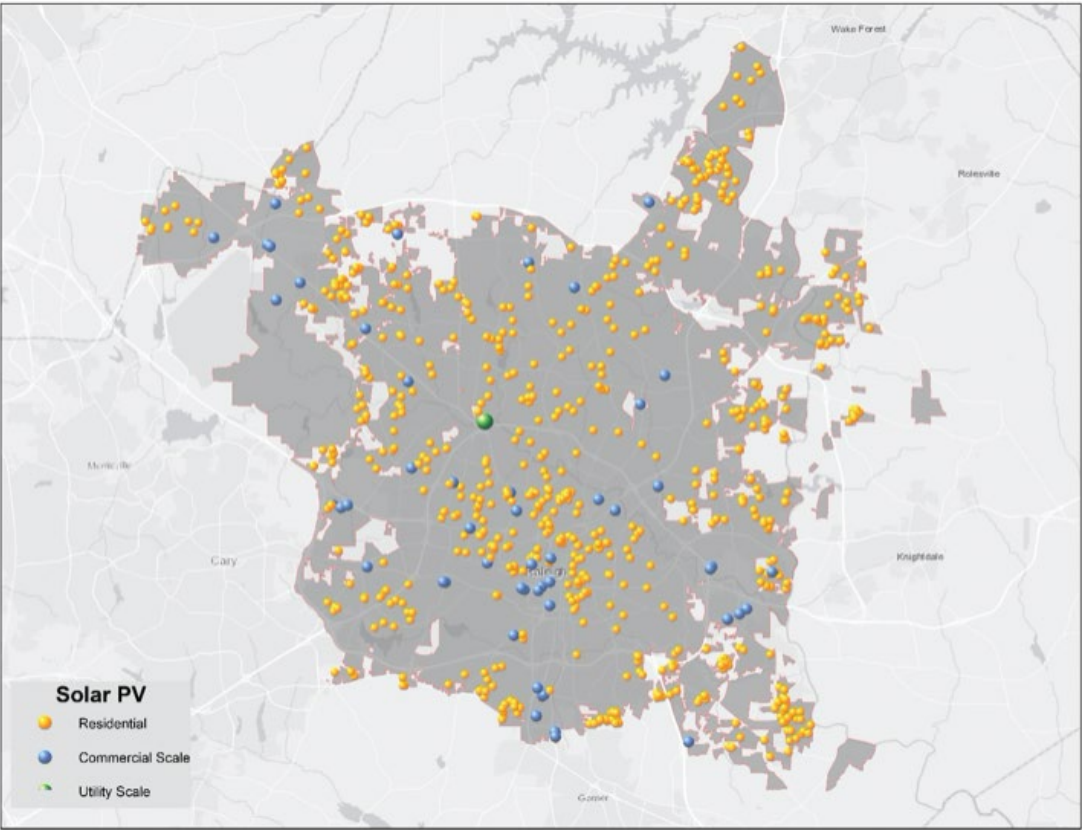 Wake Forest
Rolesville
Morrisville
Cary
Raleigh
Knightdale
Garner
Solar PV
Residential
Commercial Scale
Utility Scale